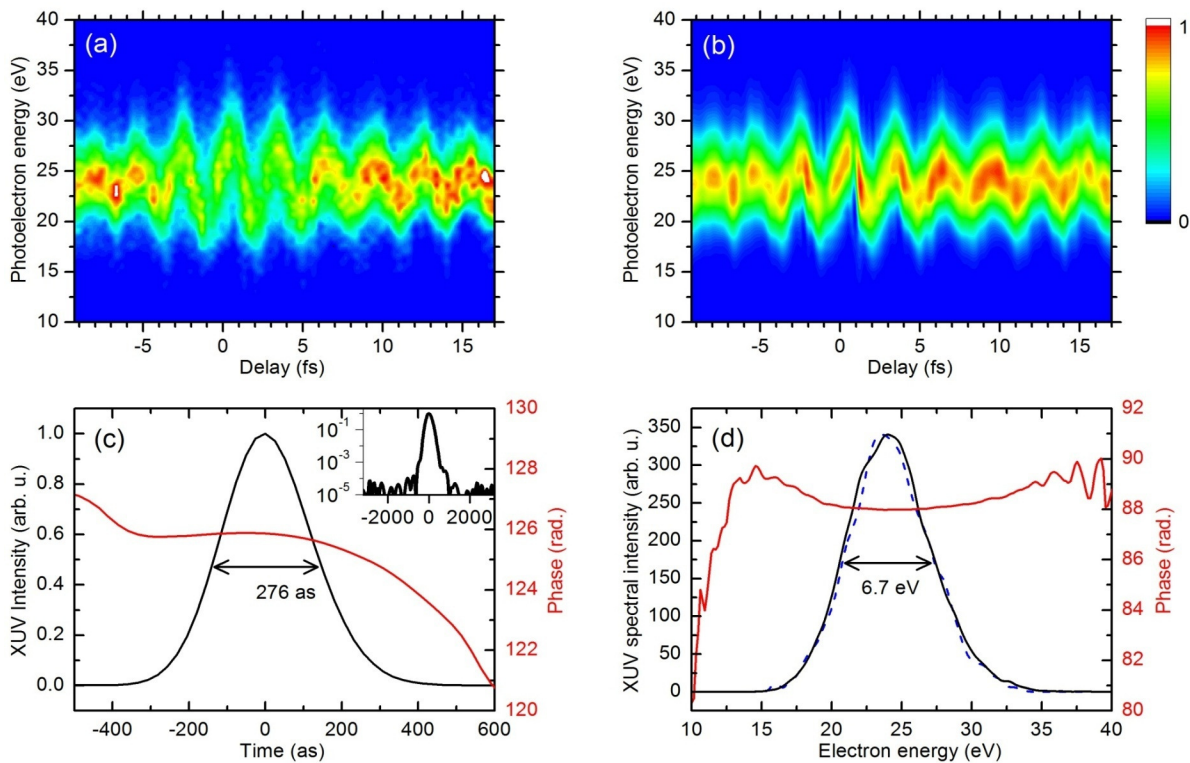 (a)
Photoelectron energy (eV)
40
35
30
25
20
15
10
-5 0 5 10 15
Delay (fs)
(b)
Photoelectron energy (eV)
40
35
30
25
20
15
10
-5 0 5 10 15
Delay (fs)
1
0
(c)
XUV Intensity (arb. u.)
1.0
0.8
0.6
0.4
0.2
0.0
276 as
10⁻¹
10⁻³
10⁻⁵
-2000 0 2000
130
128
126
124
122
120
Phase (rad.)
-400 -200 0 200 400 600
Time (as)
(d)
XUV spectral intensity (arb. u.)
350
300
250
200
150
100
50
0
6.7 eV
92
90
88
86
84
82
80
Phase (rad.)
10 15 20 25 30 35 40
Electron energy (eV)